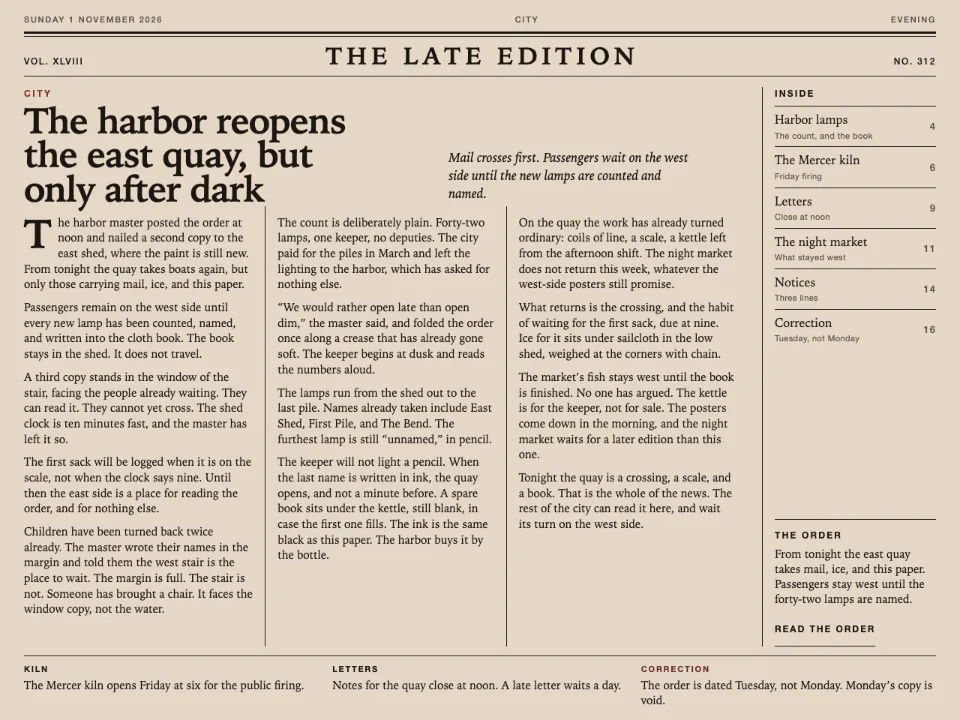 SUNDAY 1 NOVEMBER 2026
CITY
EVENING
VOL. XLVIII
THE LATE EDITION
NO. 312
CITY
The harbor reopens
the east quay, but
only after dark
Mail crosses first. Passengers wait on the west
side until the new lamps are counted and
named.
The harbor master posted the order at
noon and nailed a second copy to the
east shed, where the paint is still new.
From tonight the quay takes boats again, but
only those carrying mail, ice, and this paper.
Passengers remain on the west side until
every new lamp has been counted, named,
and written into the cloth book. The book
stays in the shed. It does not travel.
A third copy stands in the window of the
stair, facing the people already waiting. They
can read it. They cannot yet cross. The shed
clock is ten minutes fast, and the master has
left it so.
The first sack will be logged when it is on the
scale, not when the clock says nine. Until
then the east side is a place for reading the
order, and for nothing else.
Children have been turned back twice
already. The master wrote their names in the
margin and told them the west stair is the
place to wait. The margin is full. The stair is
not. Someone has brought a chair. It faces the
window copy, not the water.
The count is deliberately plain. Forty-two
lamps, one keeper, no deputies. The city
paid for the piles in March and left the
lighting to the harbor, which has asked for
nothing else.
“We would rather open late than open
dim,” the master said, and folded the order
once along a crease that has already gone
soft. The keeper begins at dusk and reads
the numbers aloud.
The lamps run from the shed out to the
last pile. Names already taken include East
Shed, First Pile, and The Bend. The
furthest lamp is still “unnamed,” in pencil.
The keeper will not light a pencil. When
the last name is written in ink, the quay
opens, and not a minute before. A spare
book sits under the kettle, still blank, in
case the first one fills. The ink is the same
black as this paper. The harbor buys it by
the bottle.
On the quay the work has already turned
ordinary: coils of line, a scale, a kettle left
from the afternoon shift. The night market
does not return this week, whatever the
west-side posters still promise.
What returns is the crossing, and the habit
of waiting for the first sack, due at nine.
Ice for it sits under sailcloth in the low
shed, weighed at the corners with chain.
The market’s fish stays west until the book
is finished. No one has argued. The kettle
is for the keeper, not for sale. The posters
come down in the morning, and the night
market waits for a later edition than this
one.
Tonight the quay is a crossing, a scale, and
a book. That is the whole of the news. The
rest of the city can read it here, and wait
its turn on the west side.
INSIDE
Harbor lamps 4
The count, and the book
The Mercer kiln 6
Friday firing
Letters 9
Close at noon
The night market 11
What stayed west
Notices 14
Three lines
Correction 16
Tuesday, not Monday
THE ORDER
From tonight the east quay
takes mail, ice, and this paper.
Passengers stay west until the
forty-two lamps are named.
READ THE ORDER
KILN
The Mercer kiln opens Friday at six for the public firing.
LETTERS
Notes for the quay close at noon. A late letter waits a day.
CORRECTION
The order is dated Tuesday, not Monday. Monday’s copy is
void.